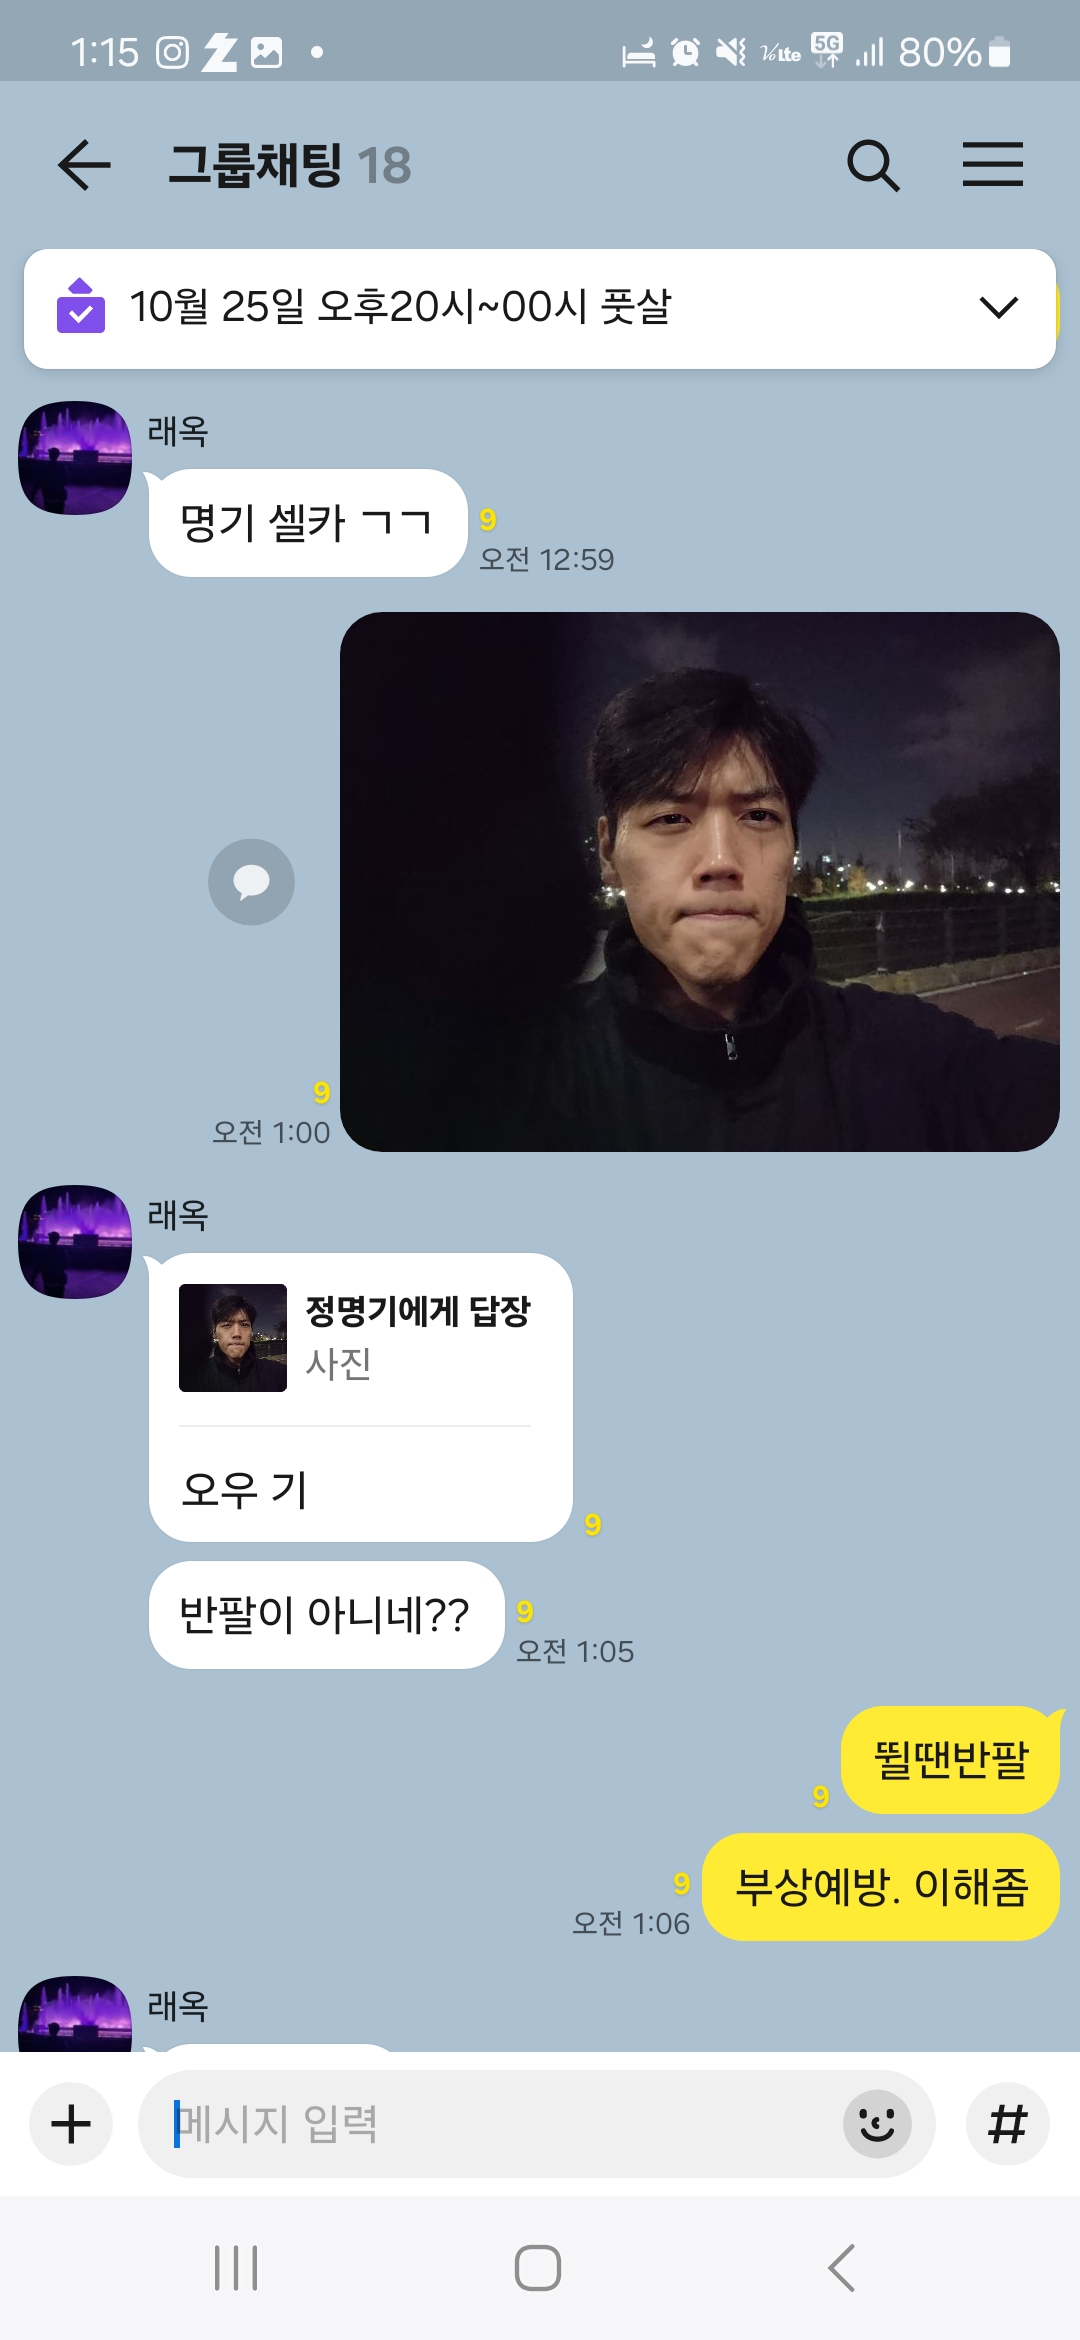 1:15
VoLte 5G 80%
그룹채팅 18
10월 25일 오후20시~00시 풋살
래옥
명기 셀카 ㄱㄱ
9
오전 12:59
9
오전 1:00
래옥
정명기에게 답장
사진
오우 기
9
반팔이 아니네??
9
오전 1:05
뛸땐반팔
9
부상예방. 이해좀
9
오전 1:06
래옥
메시지 입력
#